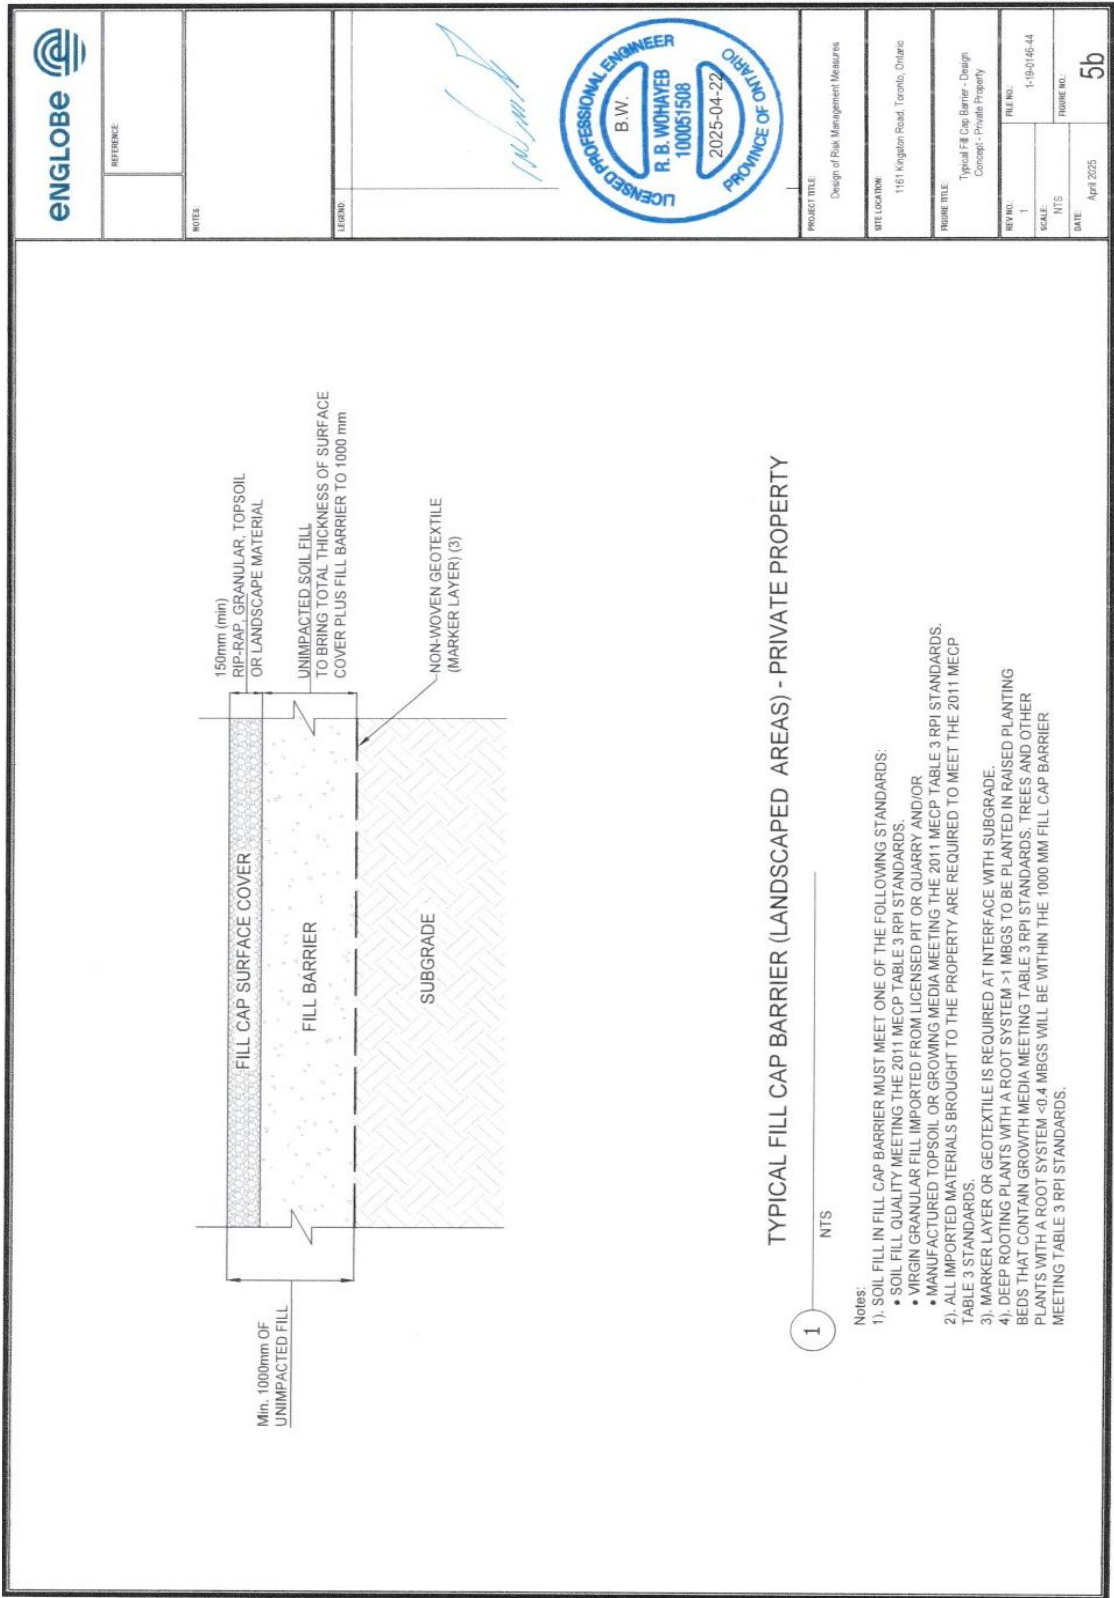 eNGLOBe
REFERENCE:
NOTES:
LEGEND:
LICENSED PROFESSIONAL ENGINEER
B.W.
R. B. WOHAYEB
100051508
2025-04-22
PROVINCE OF ONTARIO
PROJECT TITLE:
Design of Risk Management Measures
SITE LOCATION:
1161 Kingston Road, Toronto, Ontario
FIGURE TITLE:
Typical Fill Cap Barrier - Design
Concept - Private Property
REV NO.
1
FILE NO.:
1-19-0146-44
SCALE:
NTS
DATE:
April 2025
FIGURE NO.:
5b
Min. 1000mm OF
UNIMPACTED FILL
FILL CAP SURFACE COVER
FILL BARRIER
SUBGRADE
150mm (min)
RIP-RAP, GRANULAR, TOPSOIL
OR LANDSCAPE MATERIAL
UNIMPACTED SOIL FILL
TO BRING TOTAL THICKNESS OF SURFACE
COVER PLUS FILL BARRIER TO 1000 mm
NON-WOVEN GEOTEXTILE
(MARKER LAYER) (3)
1
TYPICAL FILL CAP BARRIER (LANDSCAPED AREAS) - PRIVATE PROPERTY
NTS
Notes:
1). SOIL FILL IN FILL CAP BARRIER MUST MEET ONE OF THE FOLLOWING STANDARDS:
• SOIL FILL QUALITY MEETING THE 2011 MECP TABLE 3 RPI STANDARDS.
• VIRGIN GRANULAR FILL IMPORTED FROM LICENSED PIT OR QUARRY AND/OR
• MANUFACTURED TOPSOIL OR GROWING MEDIA MEETING THE 2011 MECP TABLE 3 RPI STANDARDS.
2). ALL IMPORTED MATERIALS BROUGHT TO THE PROPERTY ARE REQUIRED TO MEET THE 2011 MECP
TABLE 3 STANDARDS.
3). MARKER LAYER OR GEOTEXTILE IS REQUIRED AT INTERFACE WITH SUBGRADE.
4). DEEP ROOTING PLANTS WITH A ROOT SYSTEM >1 MBGS TO BE PLANTED IN RAISED PLANTING
BEDS THAT CONTAIN GROWTH MEDIA MEETING TABLE 3 RPI STANDARDS. TREES AND OTHER
PLANTS WITH A ROOT SYSTEM <0.4 MBGS WILL BE WITHIN THE 1000 MM FILL CAP BARRIER
MEETING TABLE 3 RPI STANDARDS.